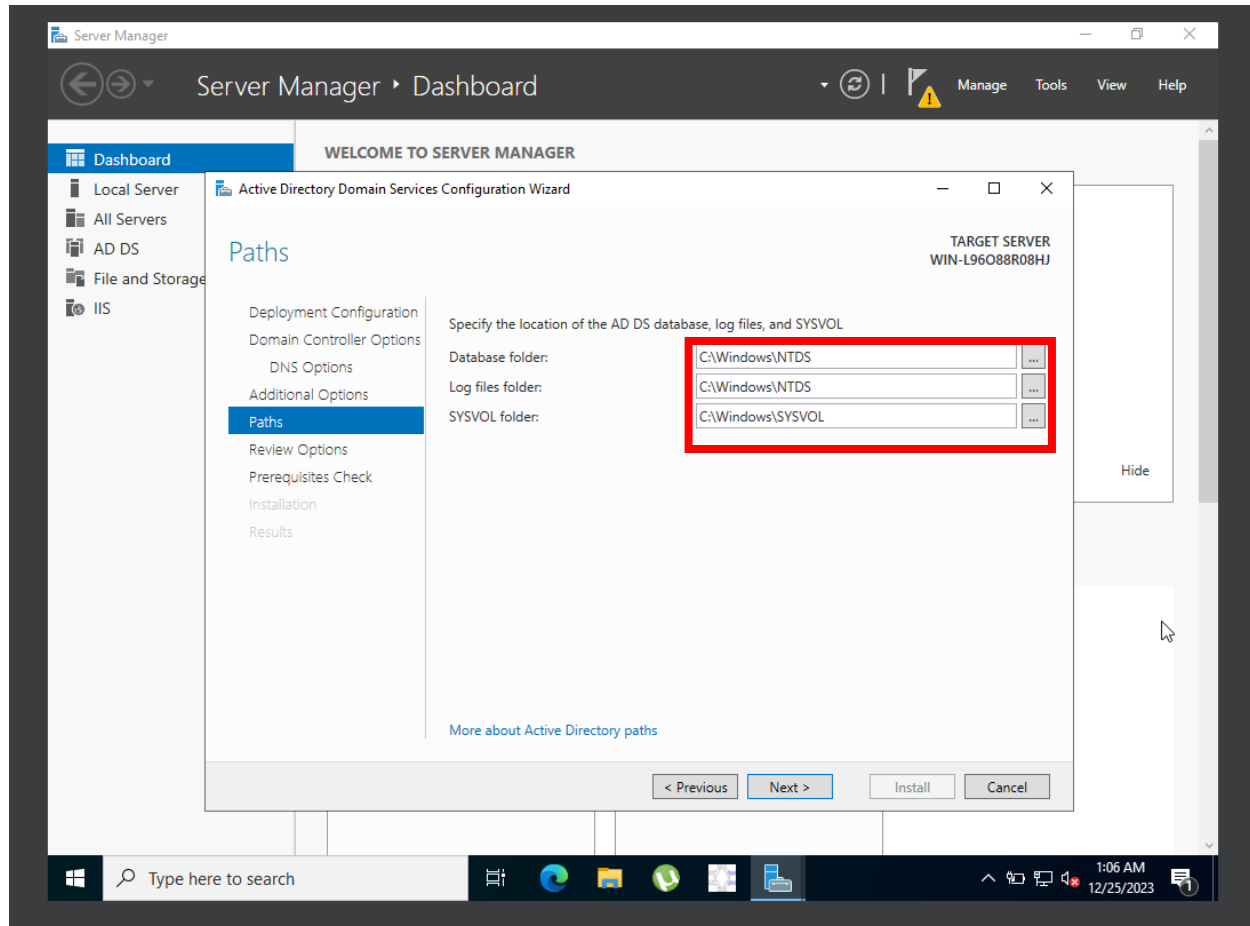 Server Manager
Server Manager • Dashboard
Manage Tools View Help
Dashboard
Local Server
All Servers
AD DS
File and Storage
IIS
WELCOME TO SERVER MANAGER
Active Directory Domain Services Configuration Wizard
Paths
TARGET SERVER
WIN-L96O88R08HJ
Deployment Configuration
Domain Controller Options
DNS Options
Additional Options
Paths
Review Options
Prerequisites Check
Installation
Results
Specify the location of the AD DS database, log files, and SYSVOL
Database folder: C:\Windows\NTDS ...
Log files folder: C:\Windows\NTDS ...
SYSVOL folder: C:\Windows\SYSVOL ...
More about Active Directory paths
< Previous Next > Install Cancel
Hide
Type here to search
1:06 AM
12/25/2023
1